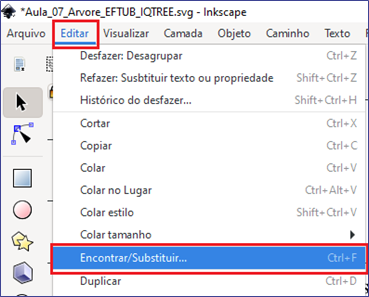 *Aula_07_Arvore_EFTUB_IQTREE.svg - Inkscape
Arquivo Editar Visualizar Camada Objeto Caminho Texto
Desfazer: Desagrupar Ctrl+Z
Refazer: Susbtituir texto ou propriedade Shift+Ctrl+Z
Histórico do desfazer... Shift+Ctrl+H
Cortar Ctrl+X
Copiar Ctrl+C
Colar Ctrl+V
Colar no Lugar Ctrl+Alt+V
Colar estilo Shift+Ctrl+V
Colar tamanho
Encontrar/Substituir... Ctrl+F
Duplicar Ctrl+D